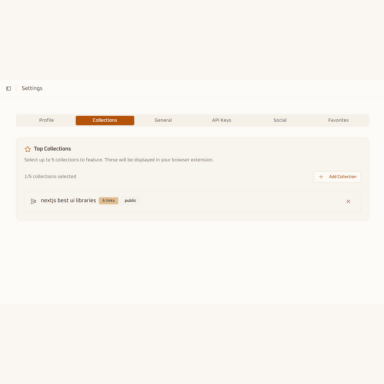 Settings
Profile
Collections
General
API Keys
Social
Favorites
Top Collections
Select up to 5 collections to feature. These will be displayed in your browser extension.
1/5 collections selected
Add Collection
nextjs best ui libraries
6 links
public